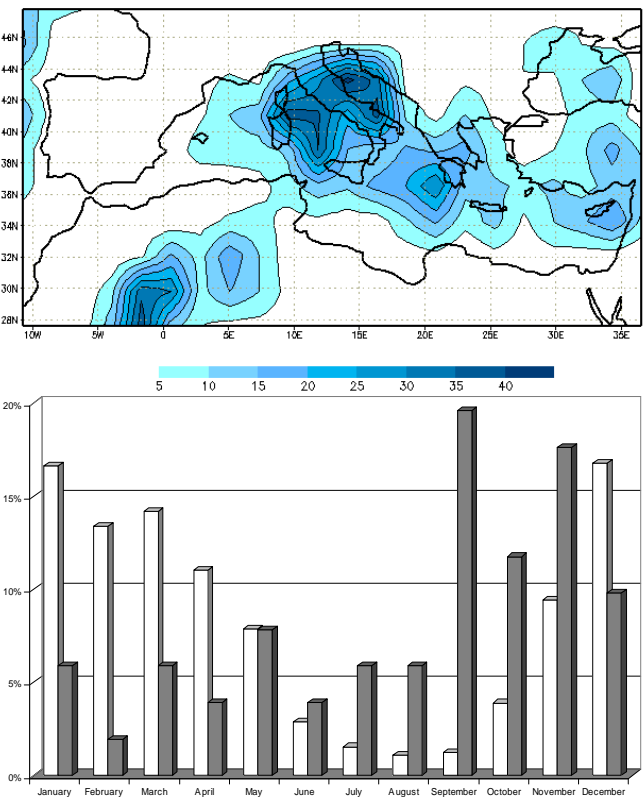 46N
44N
42N
40N
38N
36N
34N
32N
30N
28N
10W 5W 0 5E 10E 15E 20E 25E 30E 35E
5 10 15 20 25 30 35 40
20%
15%
10%
5%
0%
January February March April May June July August September October November December